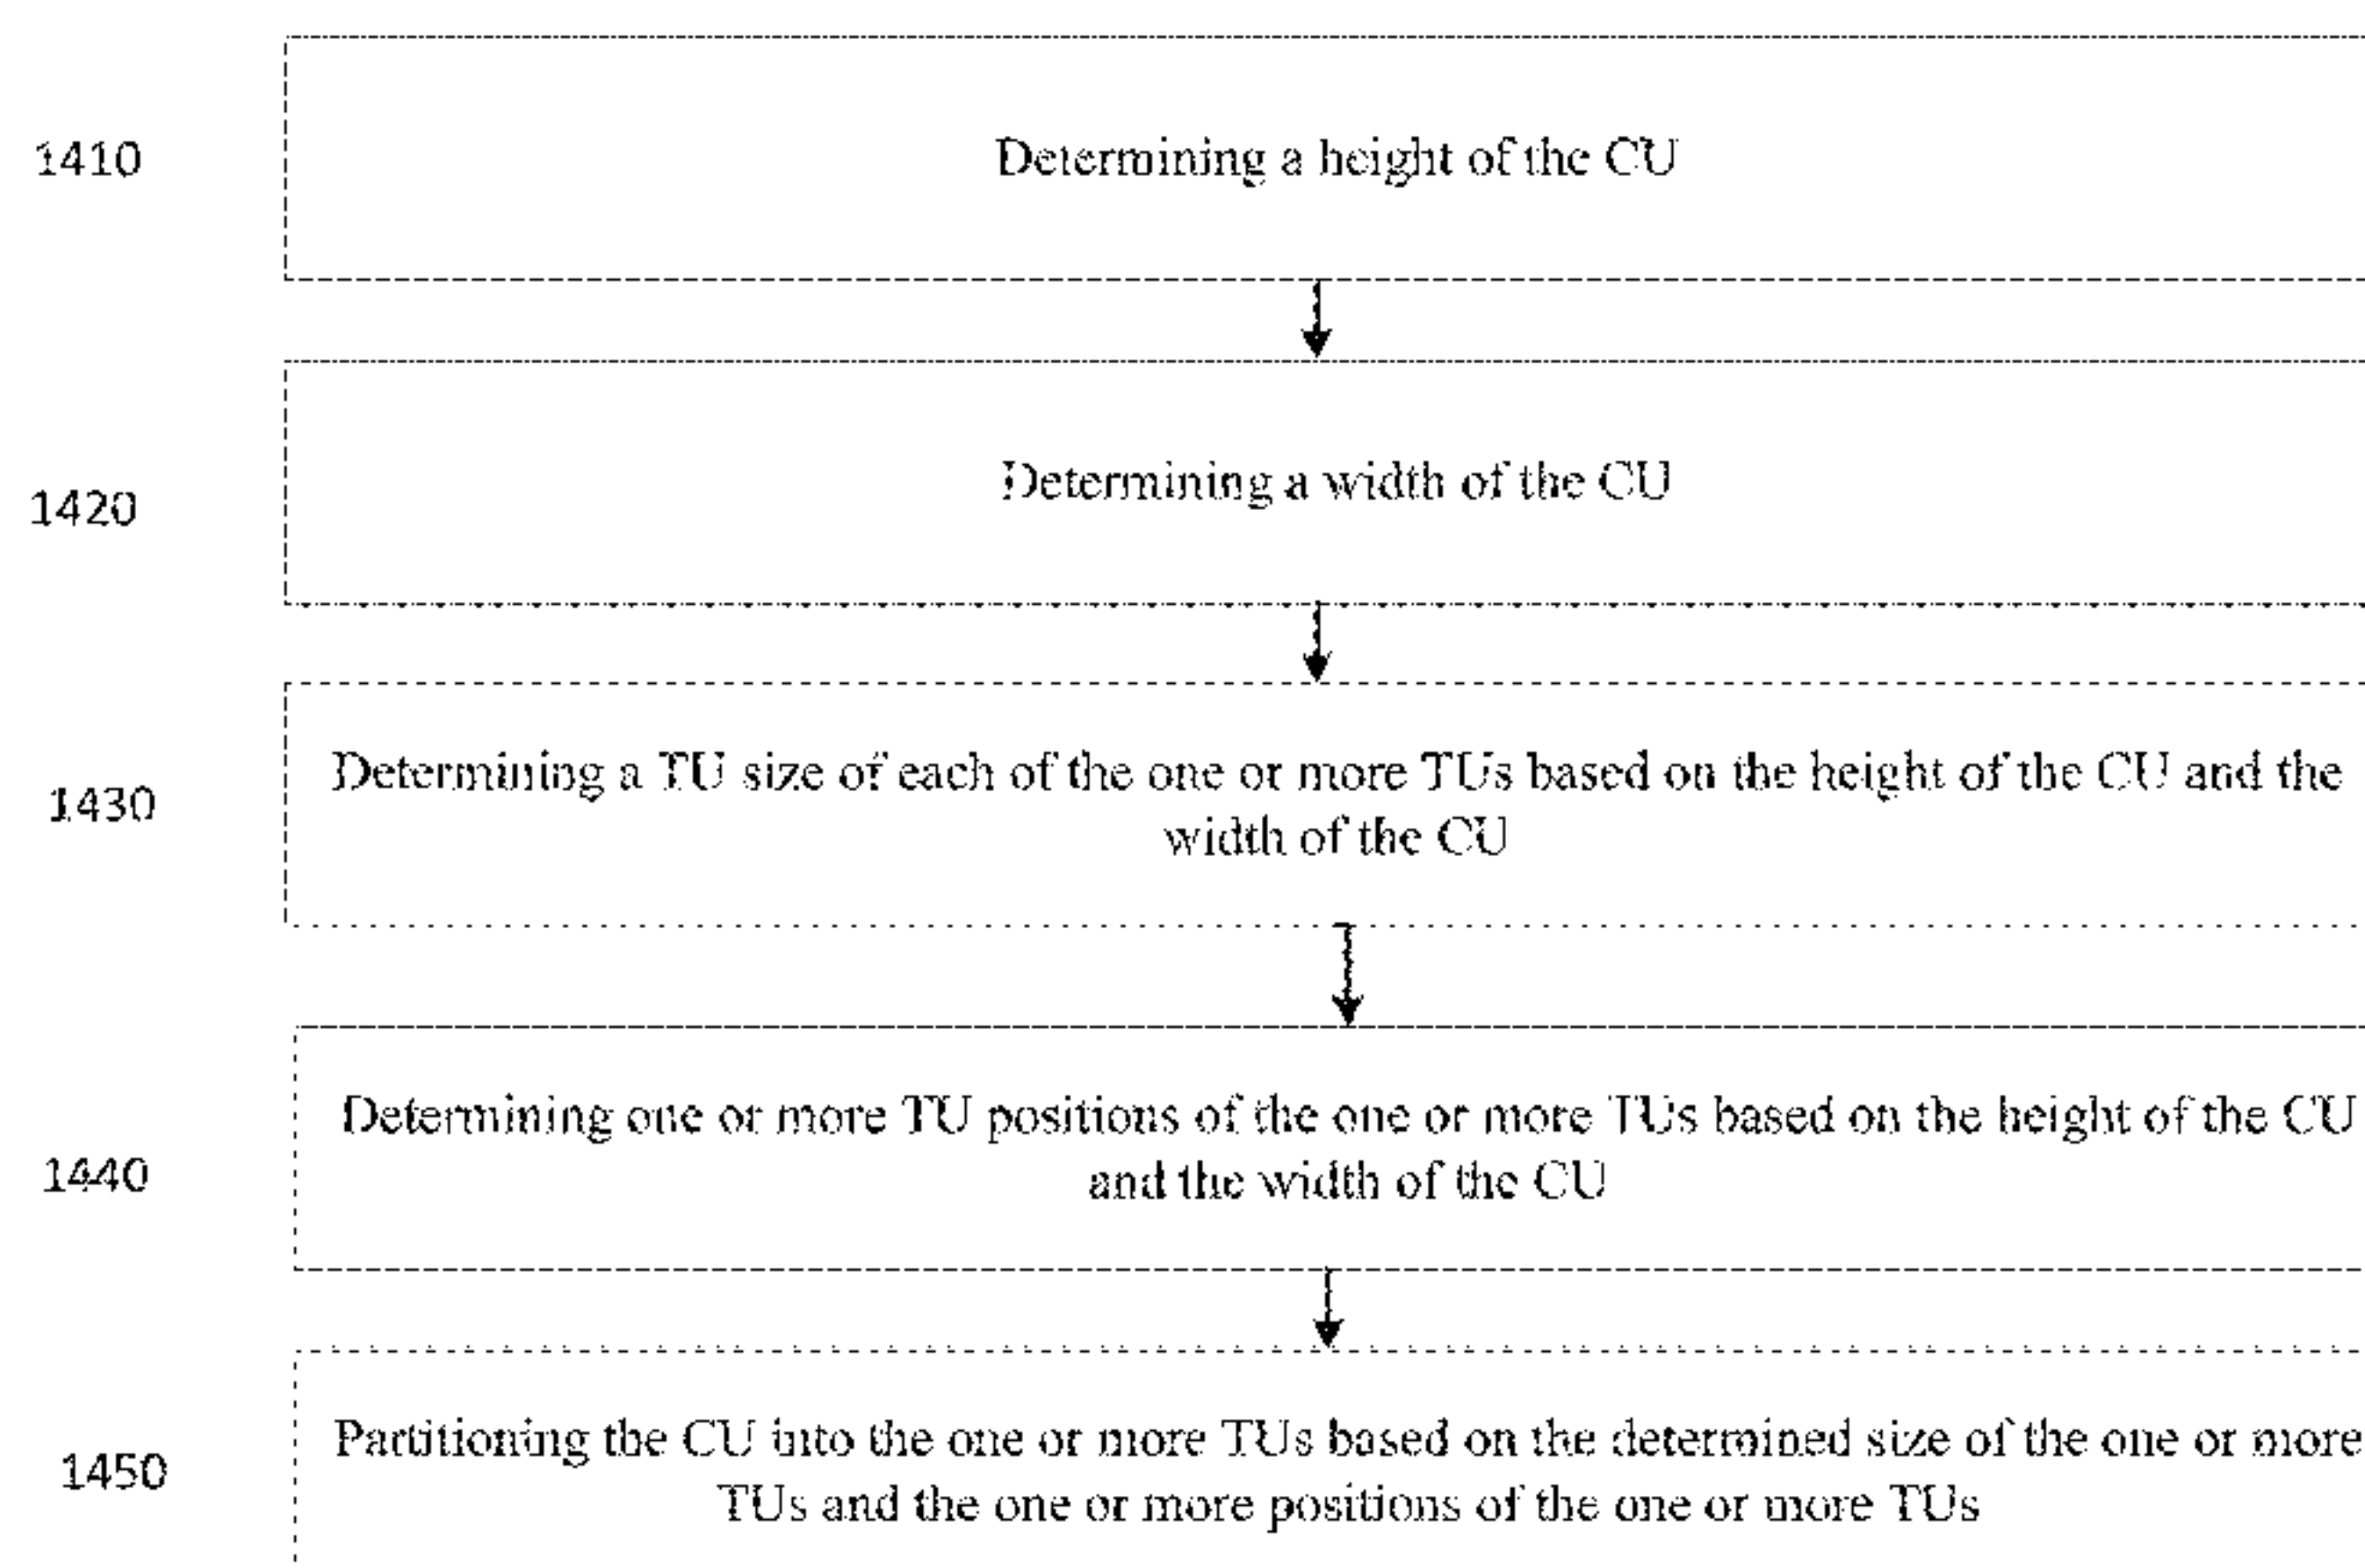 1410
Determining a height of the CU
1420
Determining a width of the CU
1430
Determining a TU size of each of the one or more TUs based on the height of the CU and the
width of the CU
1440
Determining one or more TU positions of the one or more TUs based on the height of the CU
and the width of the CU
1450
Partitioning the CU into the one or more TUs based on the determined size of the one or more
TUs and the one or more positions of the one or more TUs